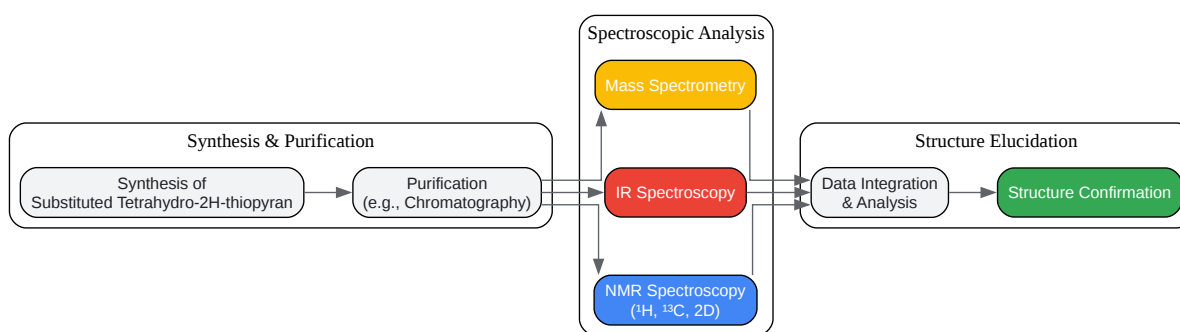 Synthesis & Purification
Synthesis of
Substituted Tetrahydro-2H-thiopyran
Purification
(e.g., Chromatography)
Spectroscopic Analysis
Mass Spectrometry
IR Spectroscopy
NMR Spectroscopy
(¹H, ¹³C, 2D)
Structure Elucidation
Data Integration
& Analysis
Structure Confirmation